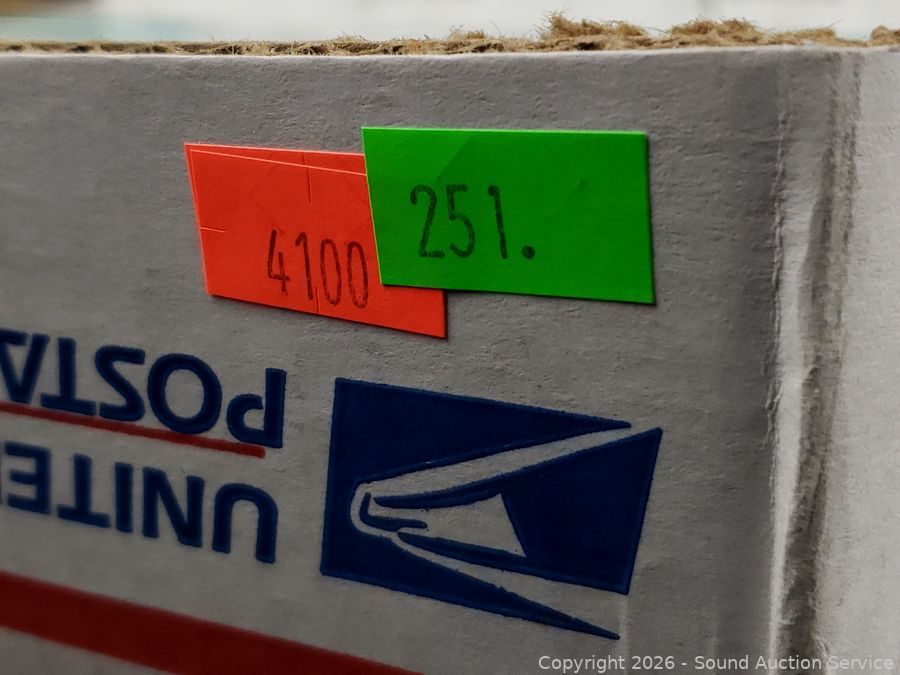 4100
251.
POSTA
UNITE
Copyright 2026 - Sound Auction Service